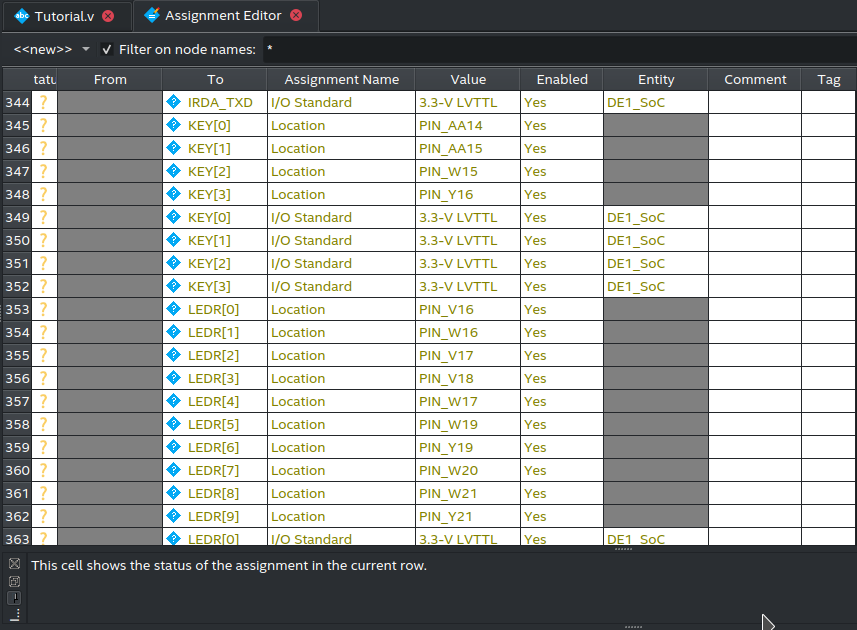 abc Tutorial.v
Assignment Editor
<<new>> Filter on node names: *
tatu From To Assignment Name Value Enabled Entity Comment Tag
344 ? IRDA_TXD I/O Standard 3.3-V LVTTL Yes DE1_SoC
345 ? KEY[0] Location PIN_AA14 Yes
346 ? KEY[1] Location PIN_AA15 Yes
347 ? KEY[2] Location PIN_W15 Yes
348 ? KEY[3] Location PIN_Y16 Yes
349 ? KEY[0] I/O Standard 3.3-V LVTTL Yes DE1_SoC
350 ? KEY[1] I/O Standard 3.3-V LVTTL Yes DE1_SoC
351 ? KEY[2] I/O Standard 3.3-V LVTTL Yes DE1_SoC
352 ? KEY[3] I/O Standard 3.3-V LVTTL Yes DE1_SoC
353 ? LEDR[0] Location PIN_V16 Yes
354 ? LEDR[1] Location PIN_W16 Yes
355 ? LEDR[2] Location PIN_V17 Yes
356 ? LEDR[3] Location PIN_V18 Yes
357 ? LEDR[4] Location PIN_W17 Yes
358 ? LEDR[5] Location PIN_W19 Yes
359 ? LEDR[6] Location PIN_Y19 Yes
360 ? LEDR[7] Location PIN_W20 Yes
361 ? LEDR[8] Location PIN_W21 Yes
362 ? LEDR[9] Location PIN_Y21 Yes
363 ? LEDR[0] I/O Standard 3.3-V LVTTL Yes DE1_SoC
This cell shows the status of the assignment in the current row.